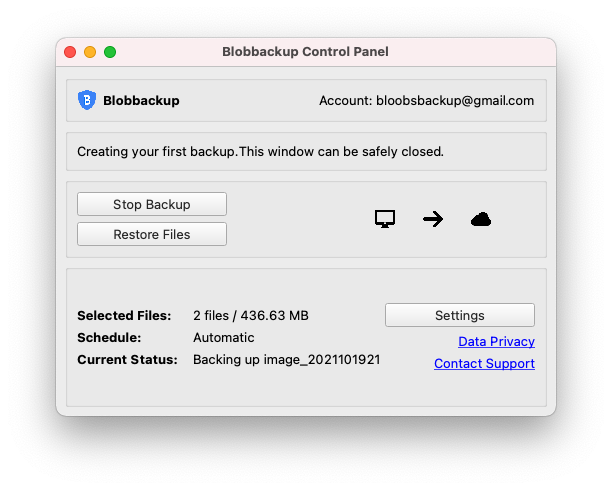 Blobbackup Control Panel
Blobbackup
Account: bloobsbackup@gmail.com
Creating your first backup.This window can be safely closed.
Stop Backup
Restore Files
Selected Files: 2 files / 436.63 MB
Settings
Schedule: Automatic
Data Privacy
Current Status: Backing up image_2021101921
Contact Support